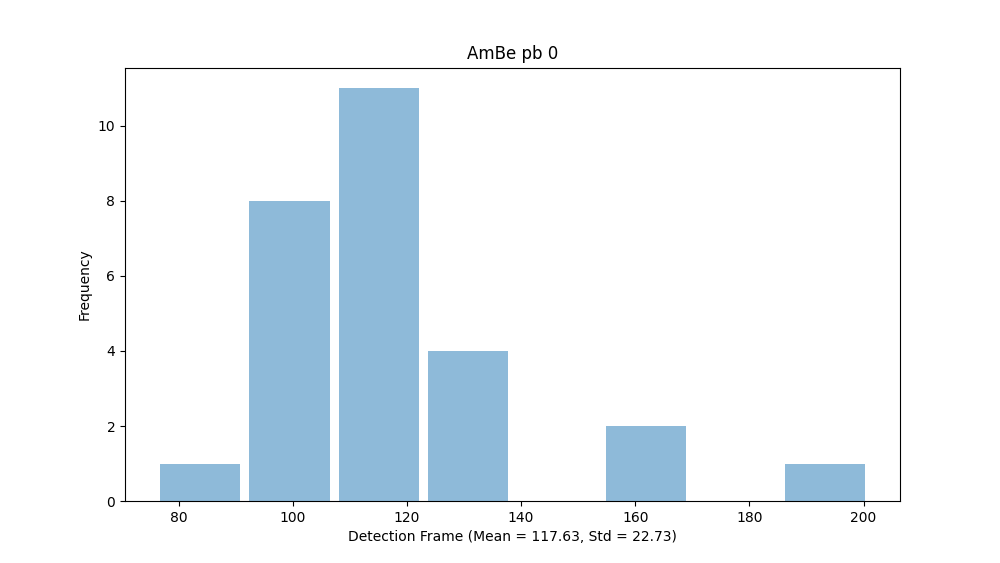 AmBe pb 0
Frequency
10
8
6
4
2
0
80 100 120 140 160 180 200
Detection Frame (Mean = 117.63, Std = 22.73)